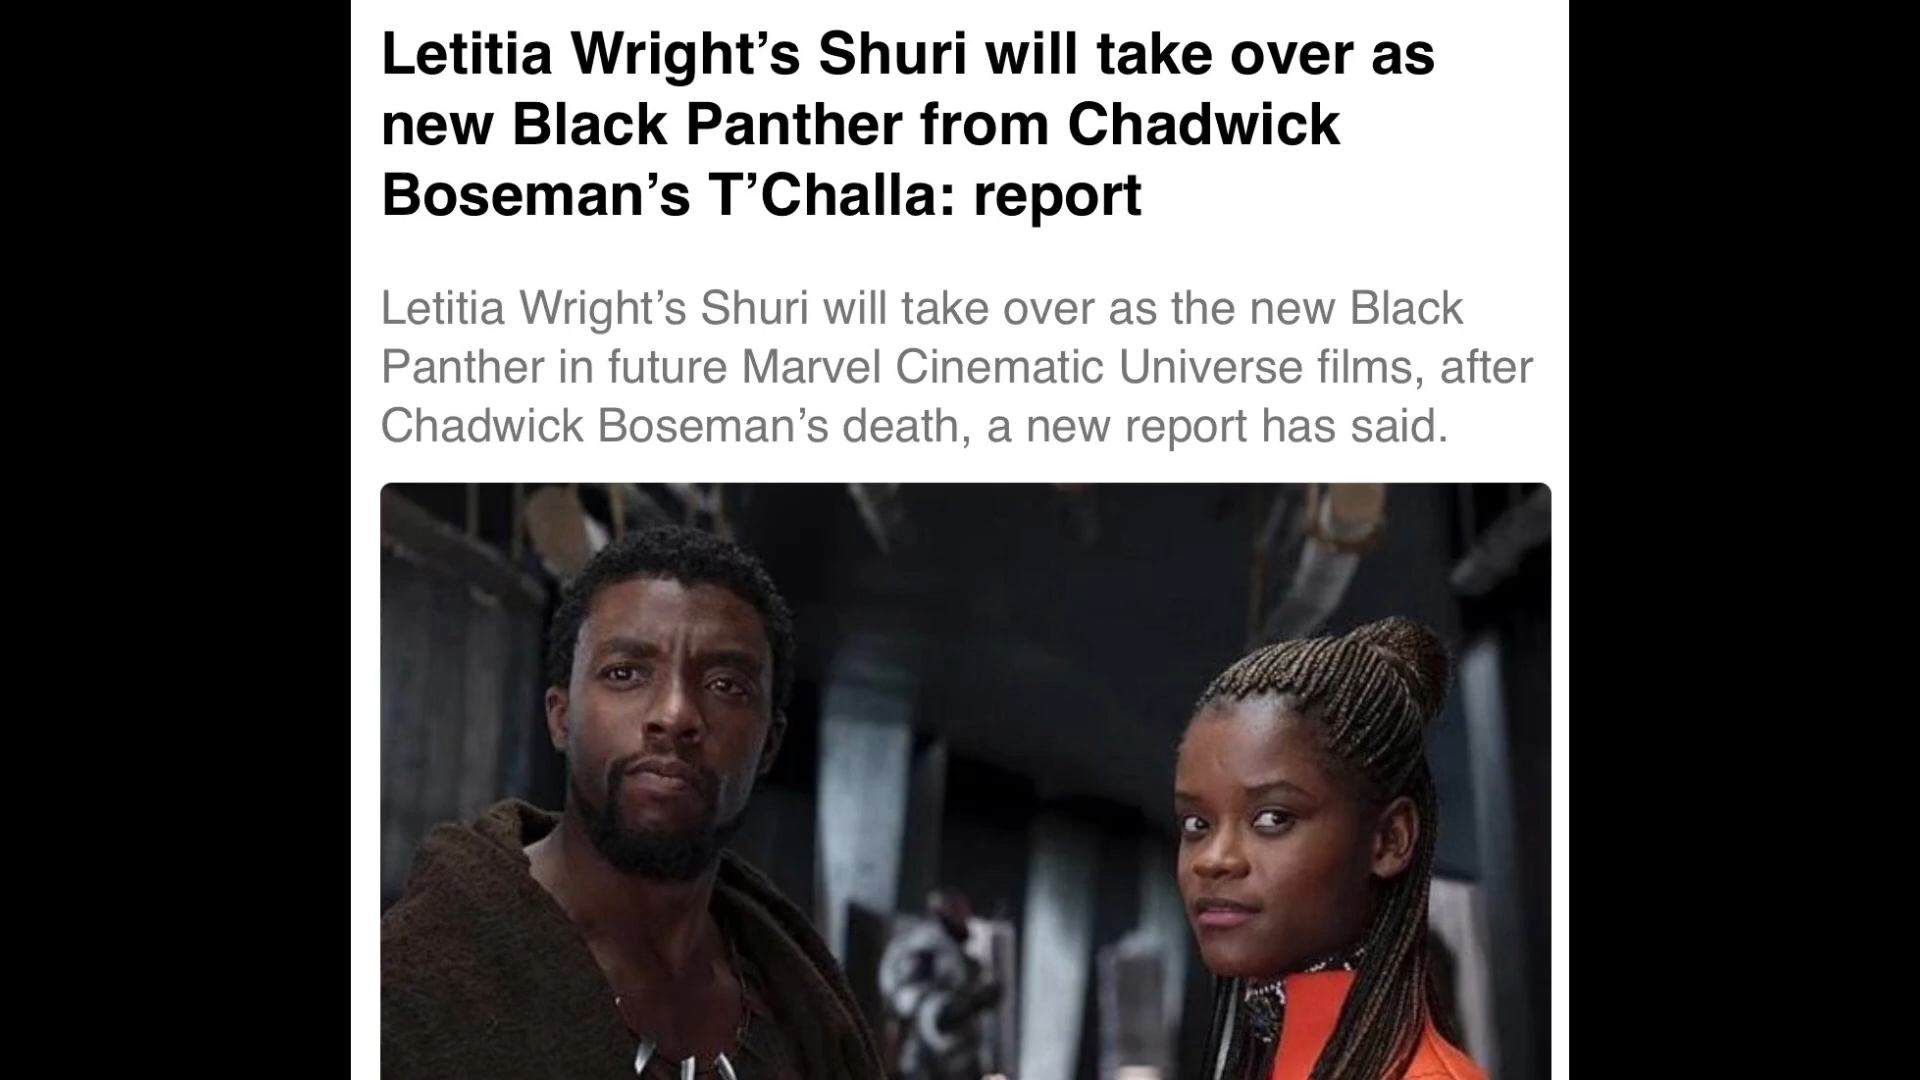 Letitia Wright’s Shuri will take over as
new Black Panther from Chadwick
Boseman’s T’Challa: report
Letitia Wright’s Shuri will take over as the new Black
Panther in future Marvel Cinematic Universe films, after
Chadwick Boseman’s death, a new report has said.